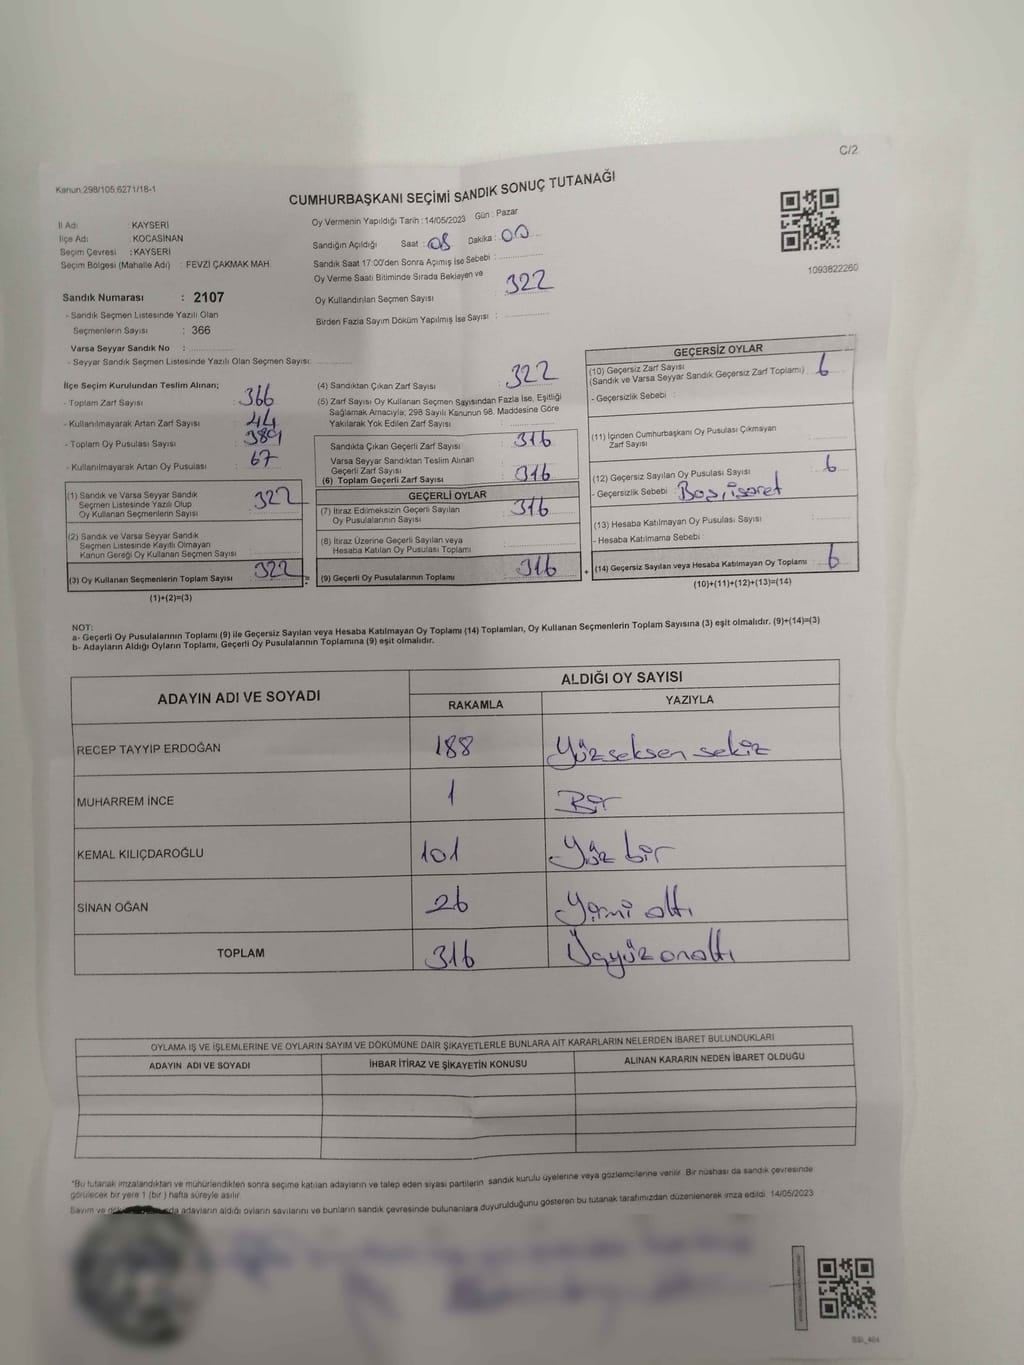 C/2
Kanun:298/105:6271/18-1
CUMHURBAŞKANI SEÇİMİ SANDIK SONUÇ TUTANAĞI
İl Adı : KAYSERİ
İlçe Adı : KOCASİNAN
Seçim Çevresi : KAYSERİ
Seçim Bölgesi (Mahalle Adı) : FEVZİ ÇAKMAK MAH.
Oy Vermenin Yapıldığı Tarih : 14/05/2023 Gün : Pazar
Sandığın Açıldığı Saat : 08 Dakika : 00
Sandık Saat 17:00'den Sonra Açılmış İse Sebebi :
Oy Verme Saati Bitiminde Sırada Bekleyen ve
Oy Kullandırılan Seçmen Sayısı 322
Birden Fazla Sayım Döküm Yapılmış İse Sayısı :
1093822260
Sandık Numarası : 2107
- Sandık Seçmen Listesinde Yazılı Olan
Seçmenlerin Sayısı : 366
Varsa Seyyar Sandık No :
- Seyyar Sandık Seçmen Listesinde Yazılı Olan Seçmen Sayısı:
İlçe Seçim Kurulundan Teslim Alınan;
- Toplam Zarf Sayısı : 366
- Kullanılmayarak Artan Zarf Sayısı : 44
- Toplam Oy Pusulası Sayısı : 389
- Kullanılmayarak Artan Oy Pusulası : 67
(1) Sandık ve Varsa Seyyar Sandık
Seçmen Listesinde Yazılı Olup
Oy Kullanan Seçmenlerin Sayısı 322
(2) Sandık ve Varsa Seyyar Sandık
Seçmen Listesinde Kayıtlı Olmayan
Kanun Gereği Oy Kullanan Seçmen Sayısı
(3) Oy Kullanan Seçmenlerin Toplam Sayısı 322
(1)+(2)=(3)
(4) Sandıktan Çıkan Zarf Sayısı : 322
(5) Zarf Sayısı Oy Kullanan Seçmen Sayısından Fazla İse, Eşitliği
Sağlamak Amacıyla; 298 Sayılı Kanunun 98. Maddesine Göre
Yakılarak Yok Edilen Zarf Sayısı :
Sandıkta Çıkan Geçerli Zarf Sayısı : 316
Varsa Seyyar Sandıktan Teslim Alınan
Geçerli Zarf Sayısı
(6) Toplam Geçerli Zarf Sayısı : 316
GEÇERLİ OYLAR
(7) İtiraz Edilmeksizin Geçerli Sayılan
Oy Pusulalarının Sayısı : 316
(8) İtiraz Üzerine Geçerli Sayılan veya
Hesaba Katılan Oy Pusulası Toplamı :
(9) Geçerli Oy Pusulalarının Toplamı : 316
GEÇERSİZ OYLAR
(10) Geçersiz Zarf Sayısı
(Sandık ve Varsa Seyyar Sandık Geçersiz Zarf Toplamı) : 6
- Geçersizlik Sebebi :
(11) İçinden Cumhurbaşkanı Oy Pusulası Çıkmayan
Zarf Sayısı :
(12) Geçersiz Sayılan Oy Pusulası Sayısı : 6
- Geçersizlik Sebebi Boş, işaret
(13) Hesaba Katılmayan Oy Pusulası Sayısı :
- Hesaba Katılmama Sebebi :
(14) Geçersiz Sayılan veya Hesaba Katılmayan Oy Toplamı : 6
(10)+(11)+(12)+(13)=(14)
NOT:
a- Geçerli Oy Pusulalarının Toplamı (9) ile Geçersiz Sayılan veya Hesaba Katılmayan Oy Toplamı (14) Toplamları, Oy Kullanan Seçmenlerin Toplam Sayısına (3) eşit olmalıdır. (9)+(14)=(3)
b- Adayların Aldığı Oyların Toplamı, Geçerli Oy Pusulalarının Toplamına (9) eşit olmalıdır.
ADAYIN ADI VE SOYADI ALDIĞI OY SAYISI
RAKAMLA YAZIYLA
RECEP TAYYİP ERDOĞAN 188 Yüzseksen sekiz
MUHARREM İNCE 1 Bir
KEMAL KILIÇDAROĞLU 101 Yüz bir
SİNAN OĞAN 26 Yirmi altı
TOPLAM 316 Üçyüz onaltı
OYLAMA İŞ VE İŞLEMLERİNE VE OYLARIN SAYIM VE DÖKÜMÜNE DAİR ŞİKAYETLERLE BUNLARA AİT KARARLARIN NELERDEN İBARET BULUNDUKLARI
ADAYIN ADI VE SOYADI İHBAR İTİRAZ VE ŞİKAYETİN KONUSU ALINAN KARARIN NEDEN İBARET OLDUĞU
*Bu tutanak imzalandıktan ve mühürlendikten sonra seçime katılan adayların ve talep eden siyasi partilerin sandık kurulu üyelerine veya gözlemcilerine verilir. Bir nüshası da sandık çevresinde
görülecek bir yere 1 (bir) hafta süreyle asılır.
Sayım ve adayların aldığı oyların sayılarını ve bunların sandık çevresinde bulunanlara duyurulduğunu gösteren bu tutanak tarafımızdan düzenlenerek imza edildi. 14/05/2023